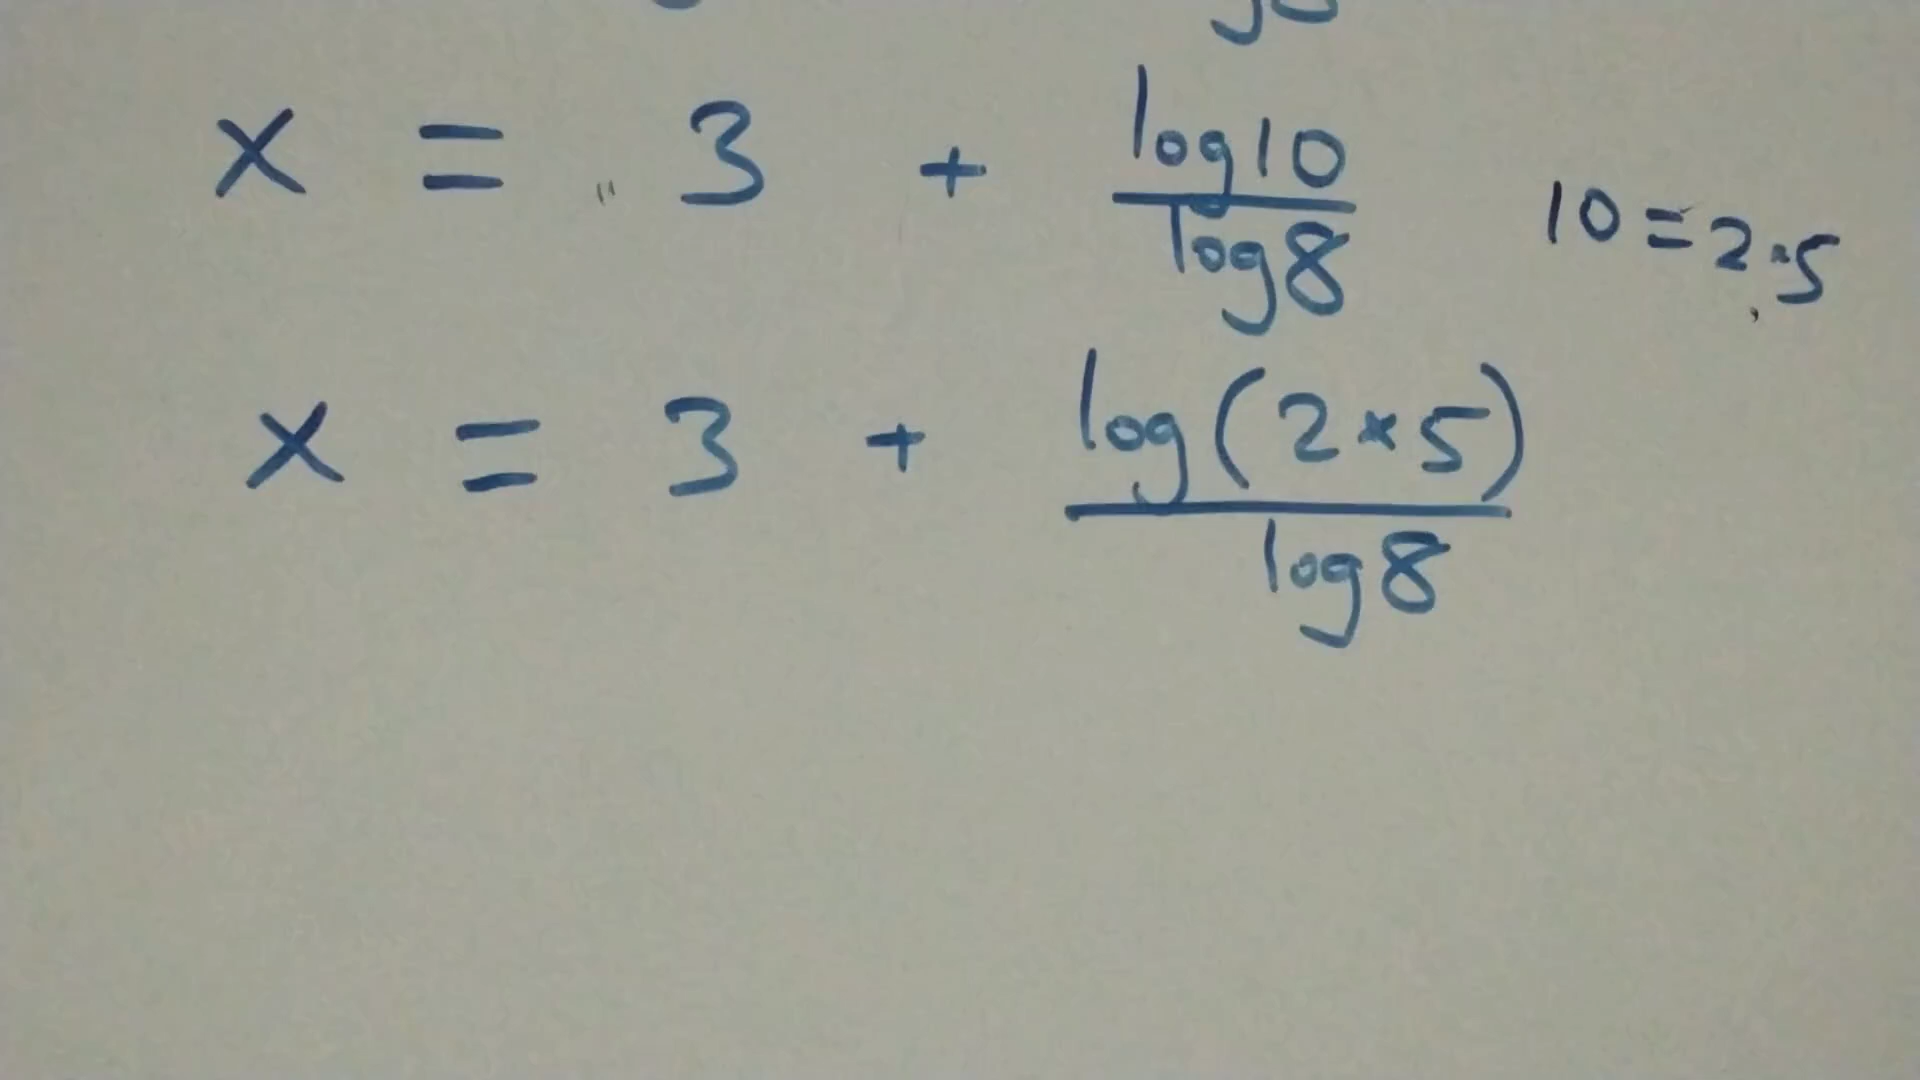 x = 3 + log10/log8
10 = 2*5
x = 3 + log(2*5)/log8